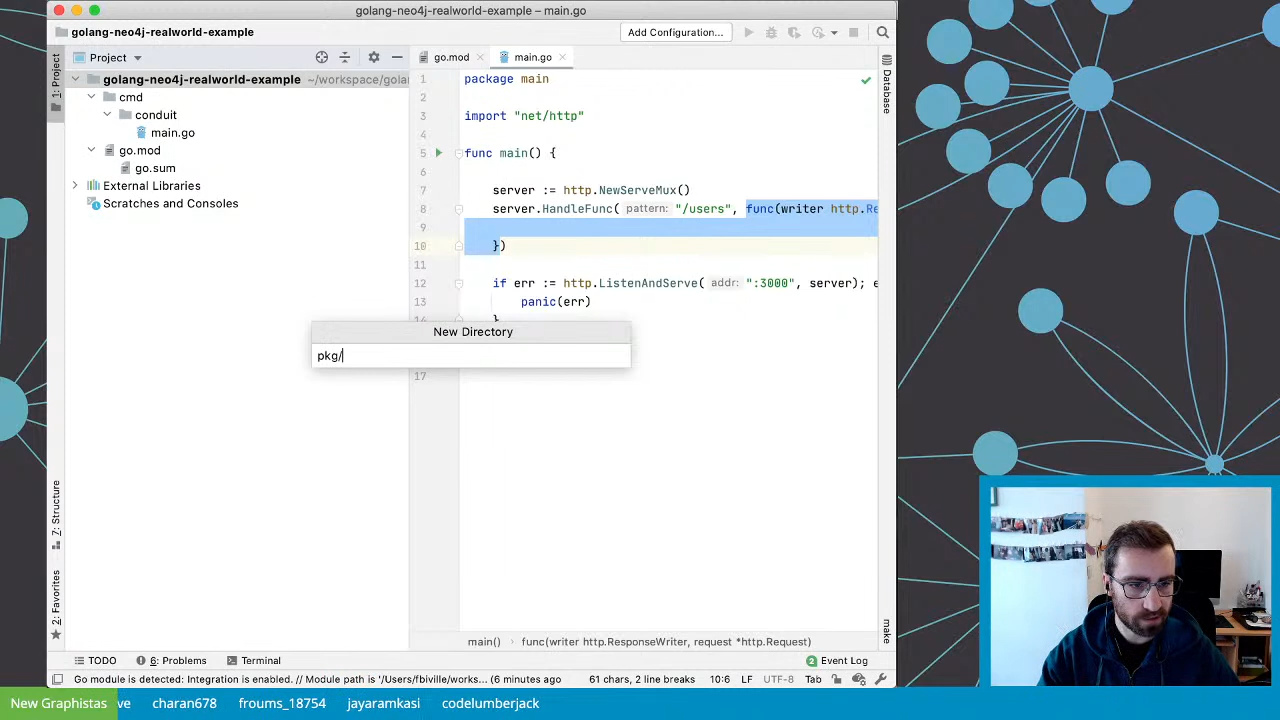 golang-neo4j-realworld-example – main.go
golang-neo4j-realworld-example
Add Configuration...
1: Project
Project
golang-neo4j-realworld-example ~/workspace/gola
cmd
conduit
main.go
go.mod
go.sum
External Libraries
Scratches and Consoles
go.mod
main.go
1 package main
2
3 import "net/http"
4
5 func main() {
6
7 server := http.NewServeMux()
8 server.HandleFunc( pattern: "/users", func(writer http.Re
9
10 })
11
12 if err := http.ListenAndServe( addr: ":3000", server); e
13 panic(err)
14 }
17
New Directory
pkg/
Database
make
7: Structure
2: Favorites
main() func(writer http.ResponseWriter, request *http.Request)
TODO 6: Problems Terminal 2 Event Log
Go module is detected: Integration is enabled. // Module path is '/Users/fbiville/works... (6 minutes 61 chars, 2 line breaks 10:6 LF UTF-8 Tab
New Graphistas ve charan678 froums_18754 jayaramkasi codelumberjack